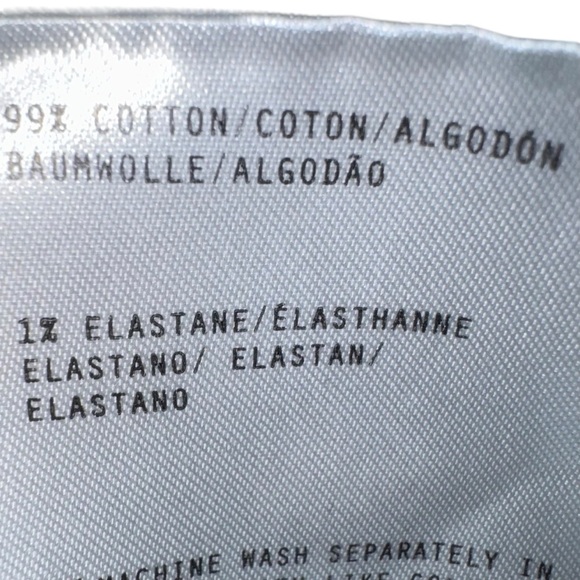 99% COTTON/COTON/ALGODÓN
BAUMWOLLE/ALGODÃO
1% ELASTANE/ÉLASTHANNE
ELASTANO/ ELASTAN/
ELASTANO
MACHINE WASH SEPARATELY IN